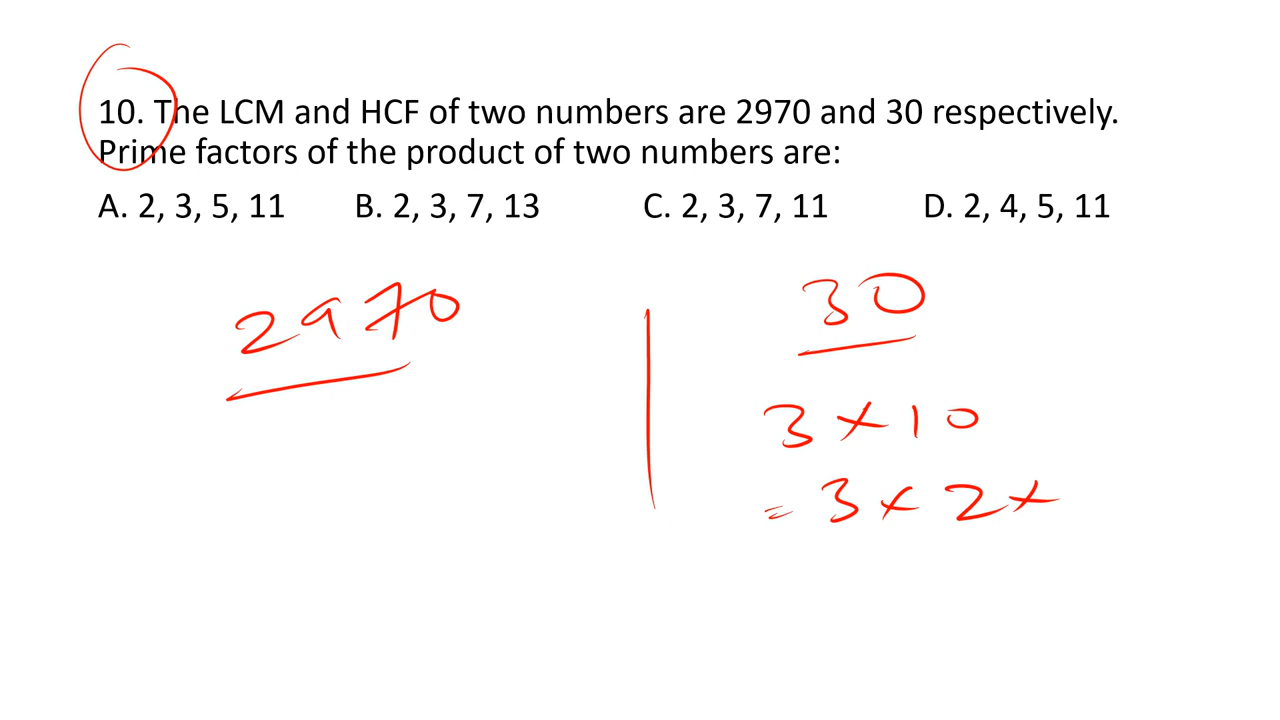 10. The LCM and HCF of two numbers are 2970 and 30 respectively.
Prime factors of the product of two numbers are:
A. 2, 3, 5, 11 B. 2, 3, 7, 13 C. 2, 3, 7, 11 D. 2, 4, 5, 11
2970 30
3 × 10
= 3 × 2 ×